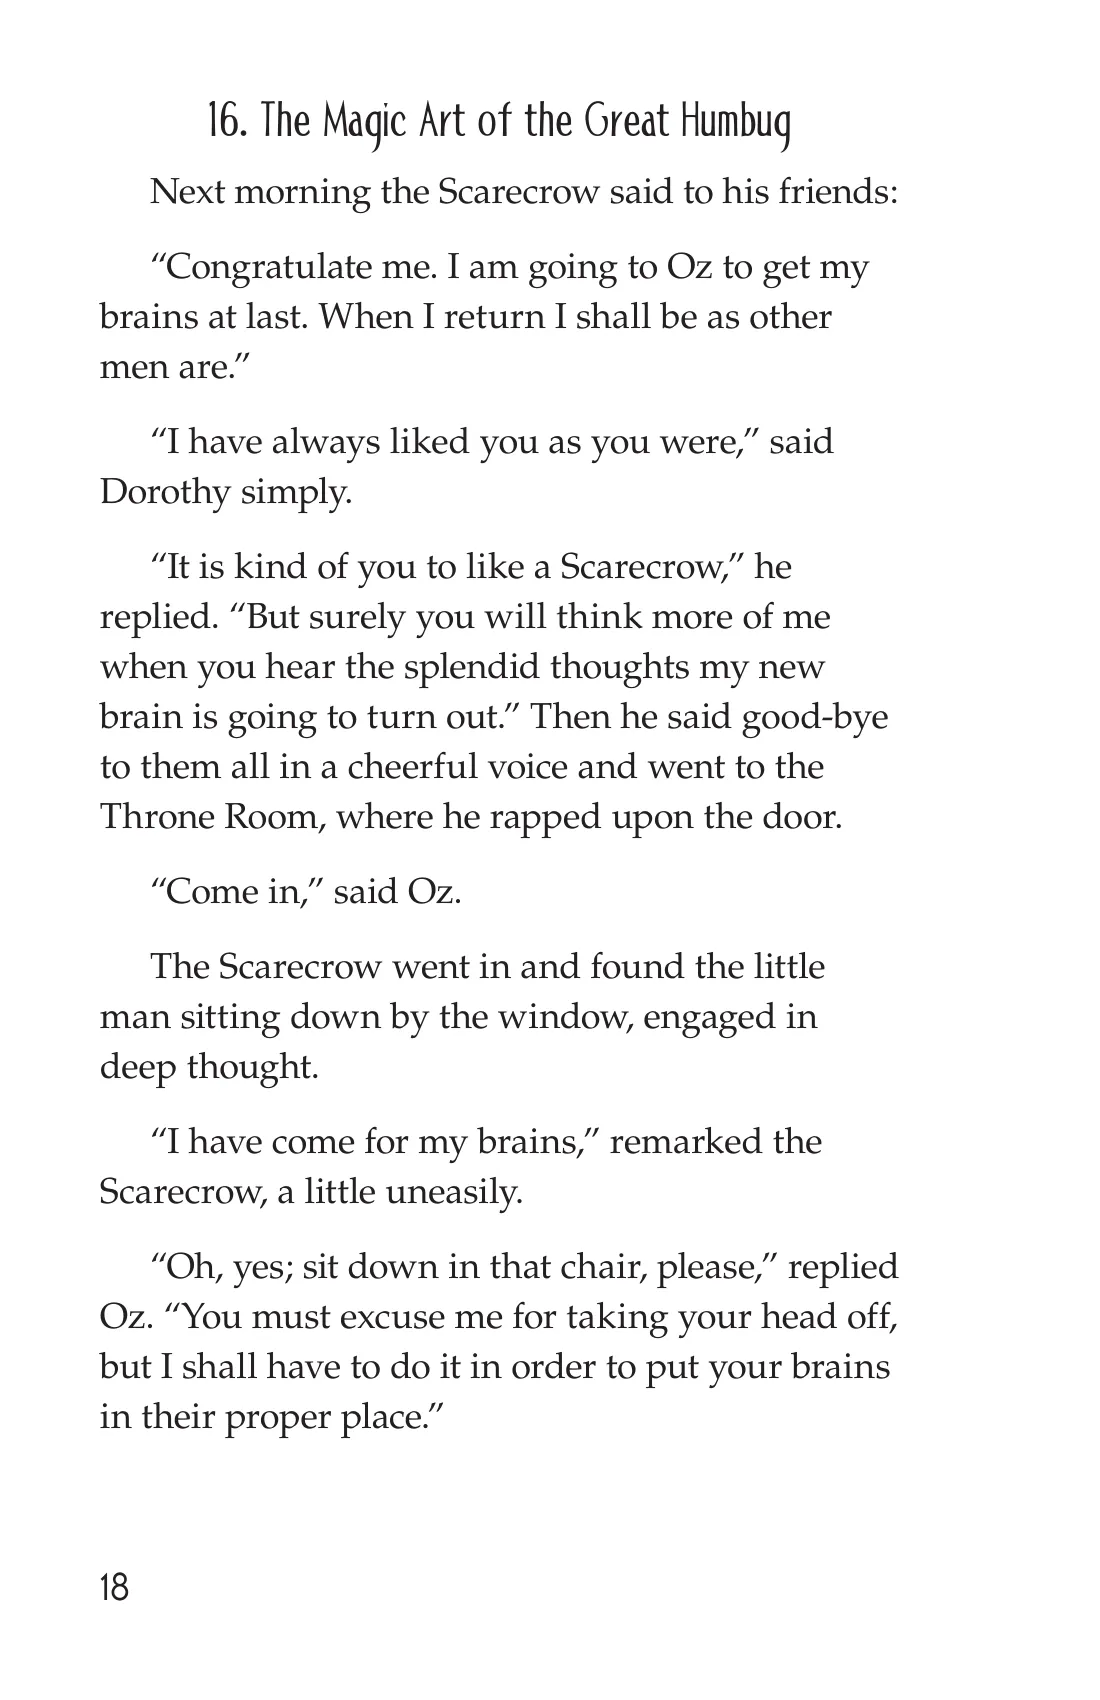 16. The Magic Art of the Great Humbug
Next morning the Scarecrow said to his friends:
“Congratulate me. I am going to Oz to get my
brains at last. When I return I shall be as other
men are.”
“I have always liked you as you were,” said
Dorothy simply.
“It is kind of you to like a Scarecrow,” he
replied. “But surely you will think more of me
when you hear the splendid thoughts my new
brain is going to turn out.” Then he said good-bye
to them all in a cheerful voice and went to the
Throne Room, where he rapped upon the door.
“Come in,” said Oz.
The Scarecrow went in and found the little
man sitting down by the window, engaged in
deep thought.
“I have come for my brains,” remarked the
Scarecrow, a little uneasily.
“Oh, yes; sit down in that chair, please,” replied
Oz. “You must excuse me for taking your head off,
but I shall have to do it in order to put your brains
in their proper place.”
18